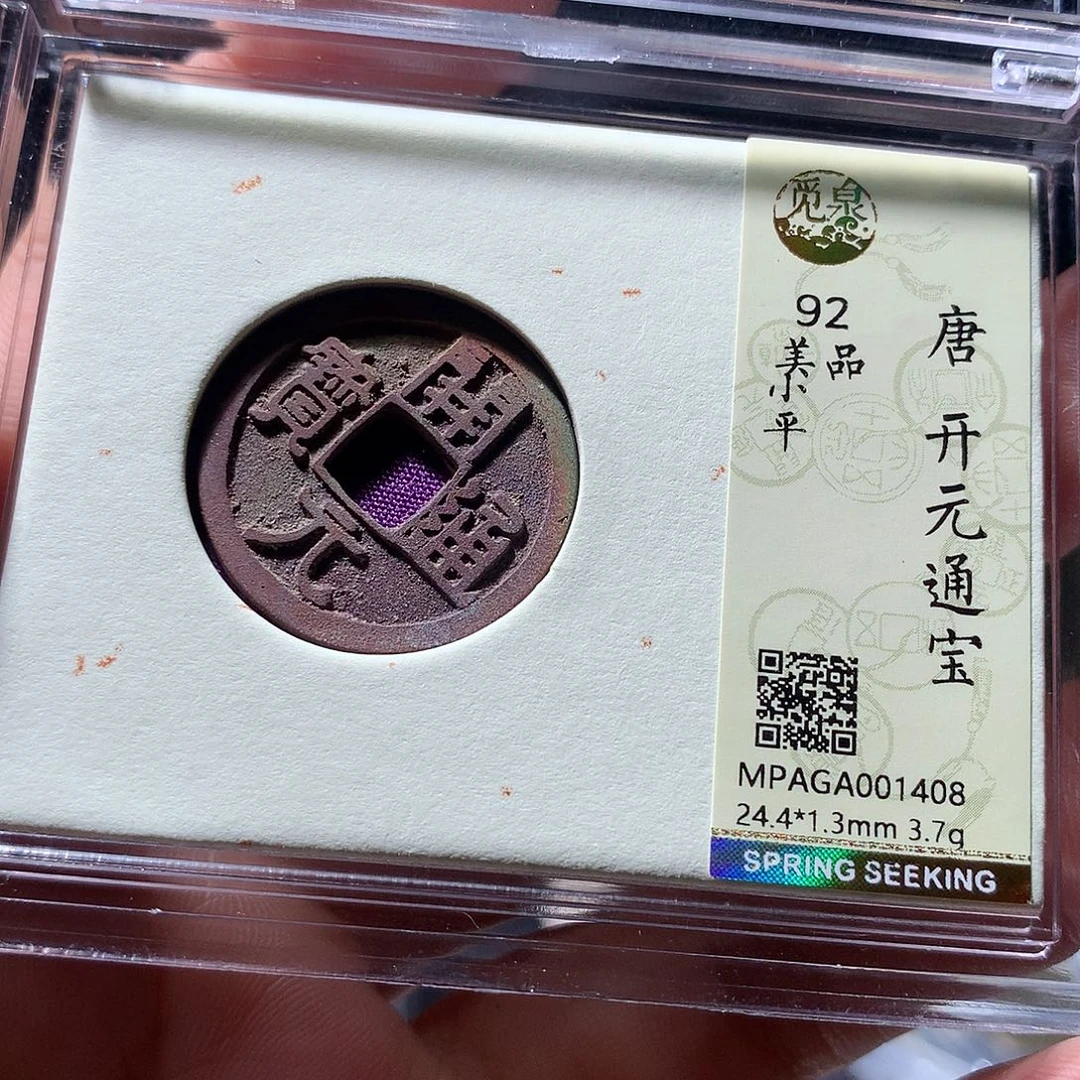 開元通寶
觅泉
唐 开元通宝
92
美品
小平
MPAGA001408
24.4*1.3mm 3.7g
SPRING SEEKING